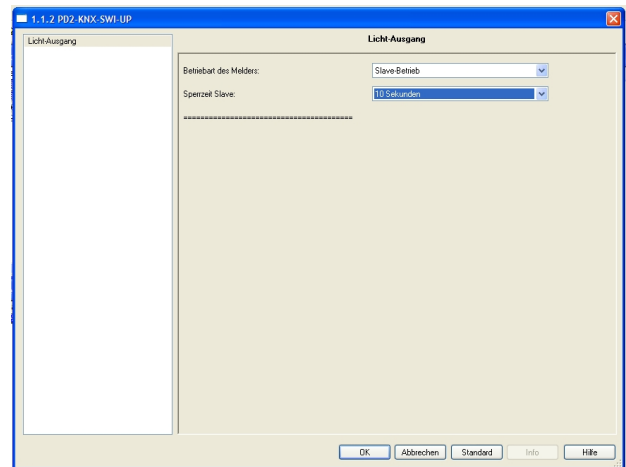 1.1.2 PD2-KNX-SWI-UP
Licht-Ausgang
Licht-Ausgang
Betriebart des Melders: Slave-Betrieb
Sperrzeit Slave: 10 Sekunden
========================================
OK Abbrechen Standard Info Hilfe